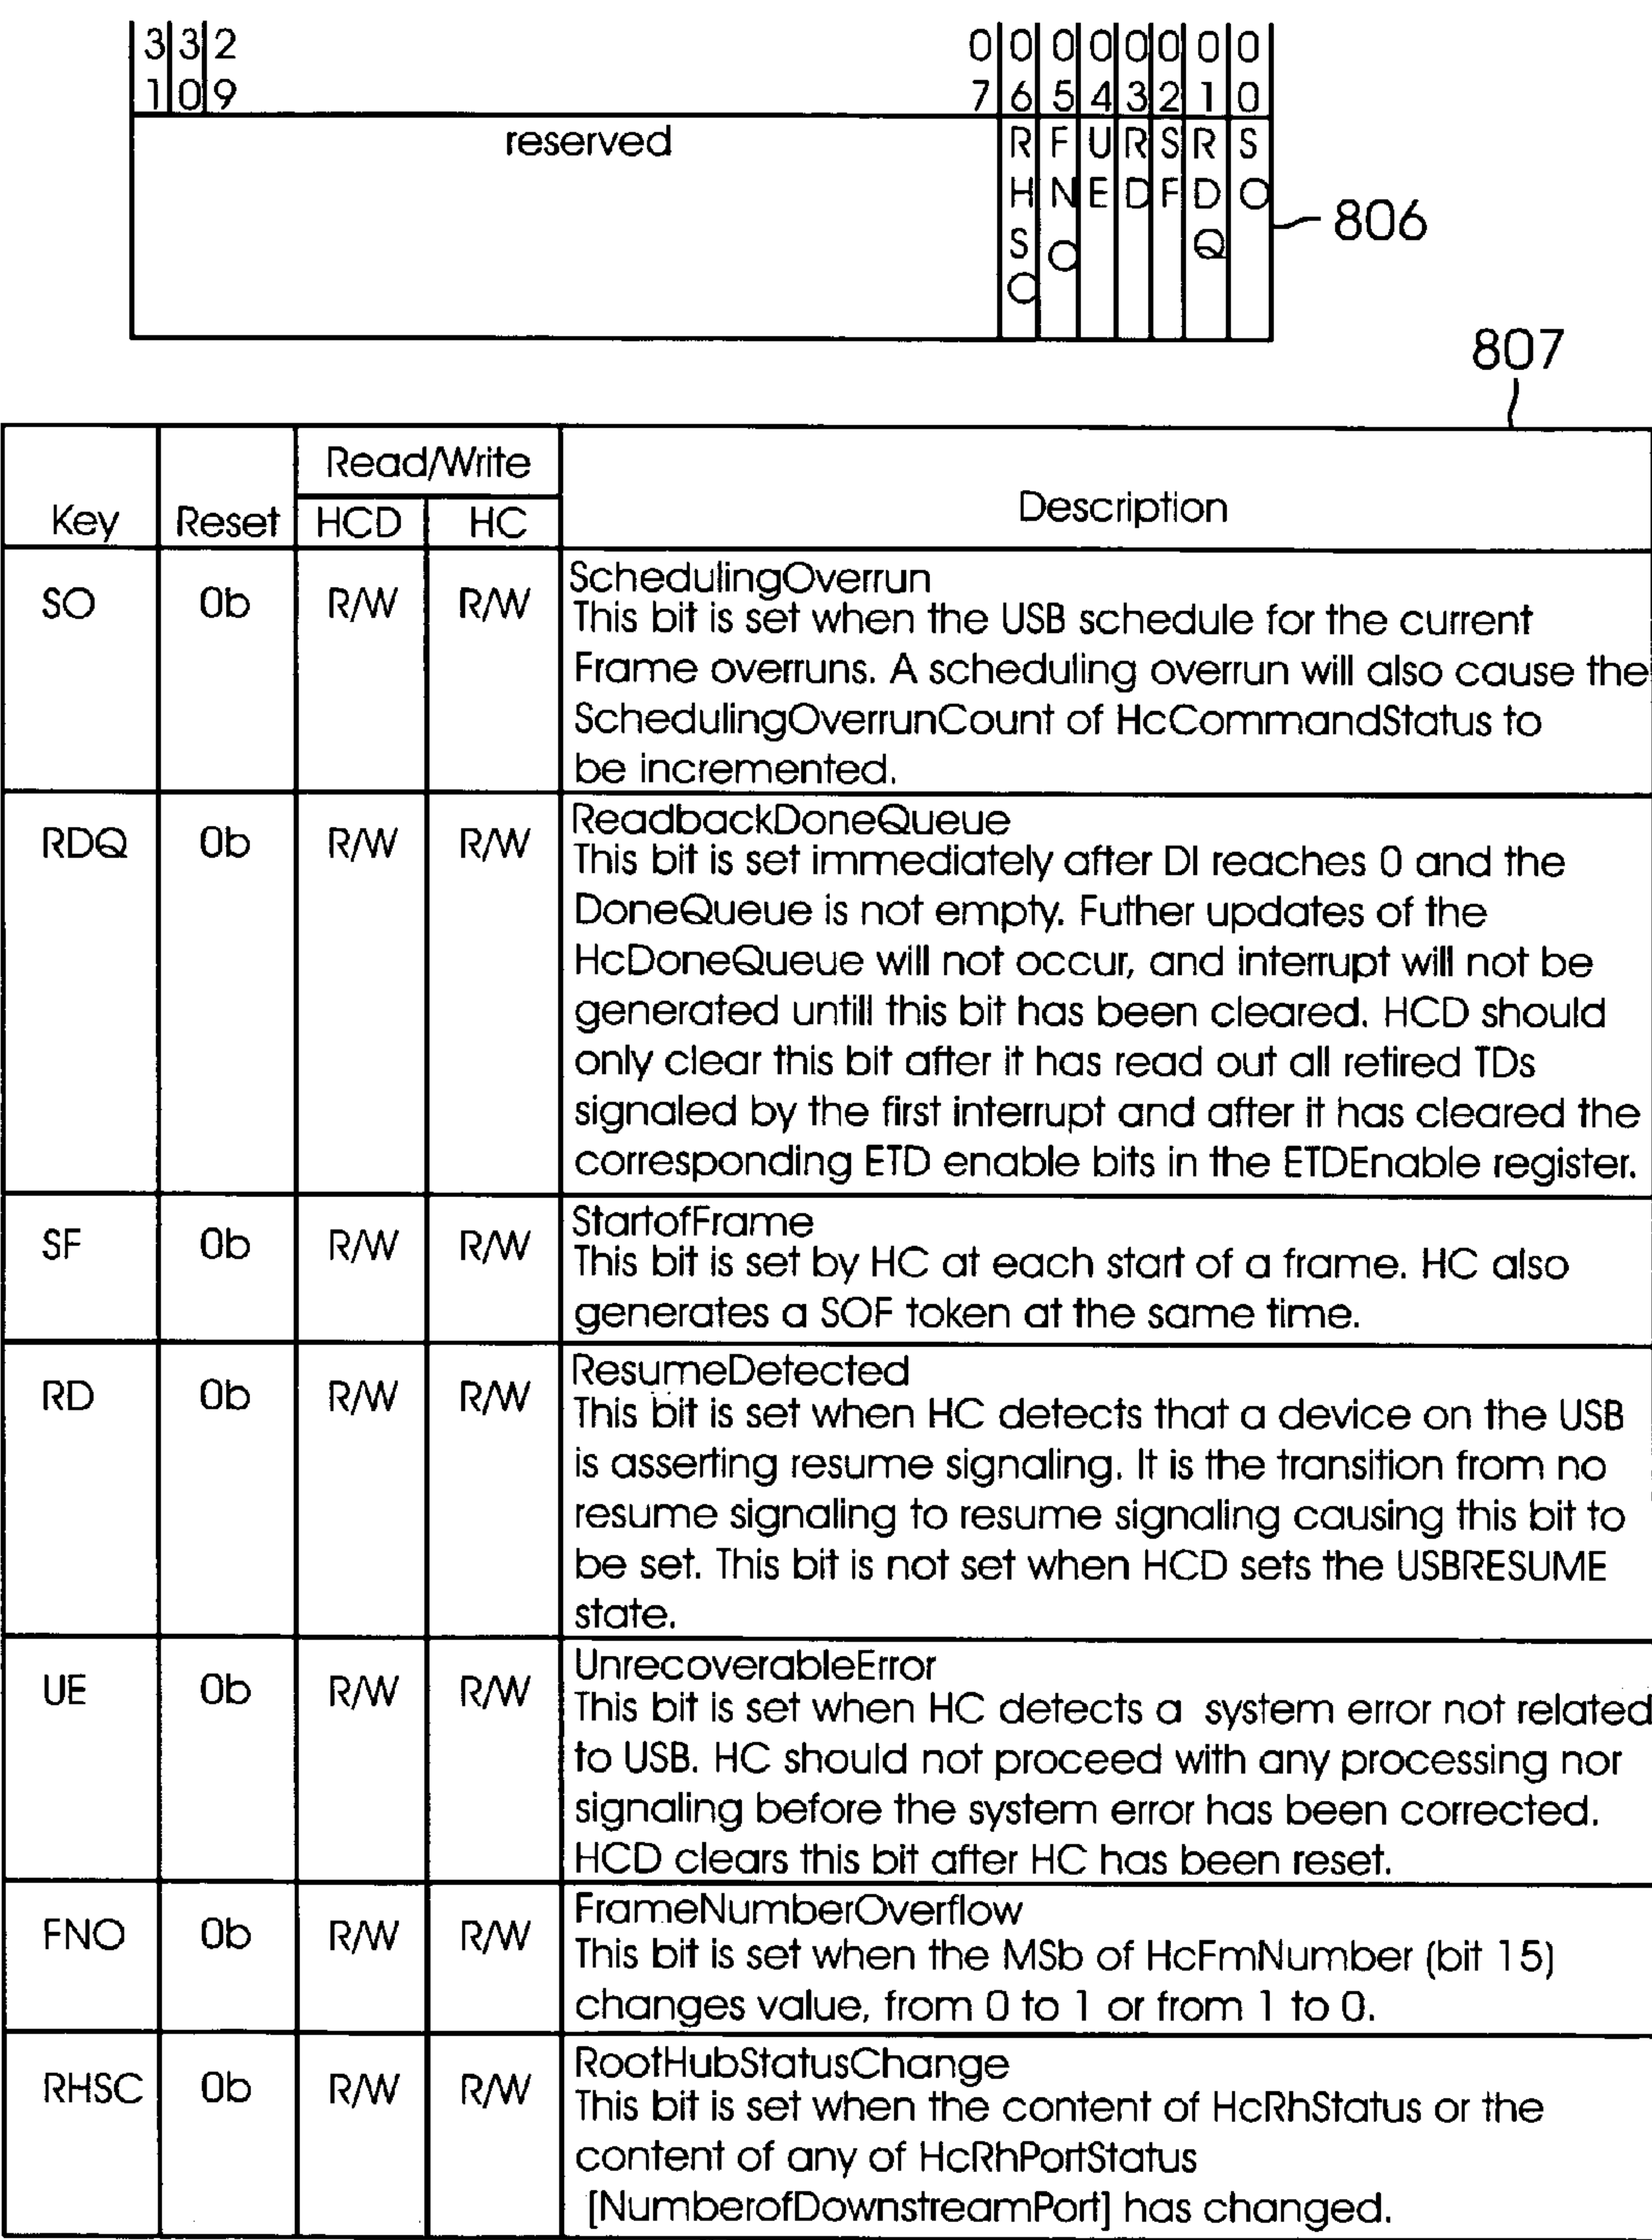 3 3 2 0 0 0 0 0 0 0 0
1 0 9 7 6 5 4 3 2 1 0
reserved R F U R S R S
H N E D F D O
S O Q
C
806
807
Read/Write
Key Reset HCD HC Description
SchedulingOverrun
SO 0b R/W R/W This bit is set when the USB schedule for the current
Frame overruns. A scheduling overrun will also cause the
SchedulingOverrunCount of HcCommandStatus to
be incremented.
ReadbackDoneQueue
RDQ 0b R/W R/W This bit is set immediately after DI reaches 0 and the
DoneQueue is not empty. Futher updates of the
HcDoneQueue will not occur, and interrupt will not be
generated untill this bit has been cleared. HCD should
only clear this bit after it has read out all retired TDs
signaled by the first interrupt and after it has cleared the
corresponding ETD enable bits in the ETDEnable register.
StartofFrame
SF 0b R/W R/W This bit is set by HC at each start of a frame. HC also
generates a SOF token at the same time.
ResumeDetected
RD 0b R/W R/W This bit is set when HC detects that a device on the USB
is asserting resume signaling. It is the transition from no
resume signaling to resume signaling causing this bit to
be set. This bit is not set when HCD sets the USBRESUME
state.
UnrecoverableError
UE 0b R/W R/W This bit is set when HC detects a system error not related
to USB. HC should not proceed with any processing nor
signaling before the system error has been corrected.
HCD clears this bit after HC has been reset.
FrameNumberOverflow
FNO 0b R/W R/W This bit is set when the MSb of HcFmNumber (bit 15)
changes value, from 0 to 1 or from 1 to 0.
RootHubStatusChange
RHSC 0b R/W R/W This bit is set when the content of HcRhStatus or the
content of any of HcRhPortStatus
[NumberofDownstreamPort] has changed.